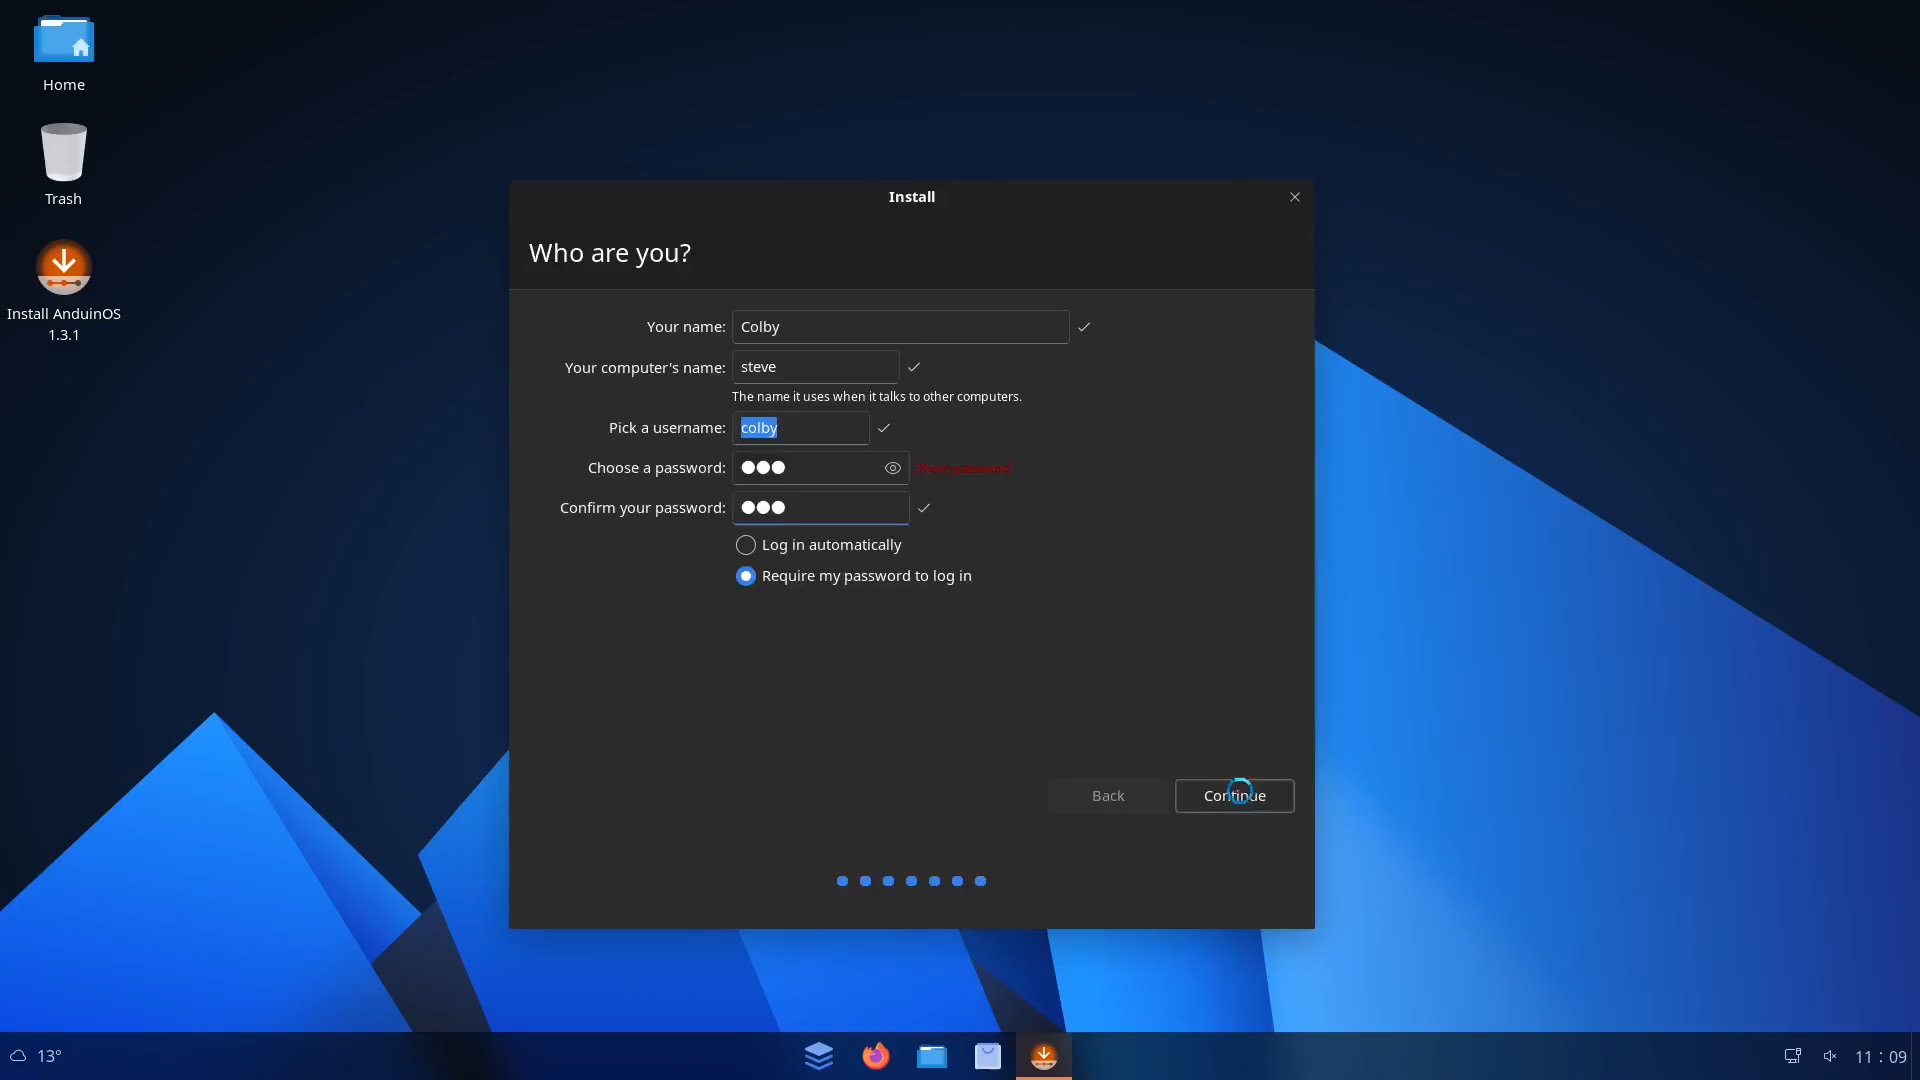 Home
Trash
Install AnduinOS
1.3.1
Install
Who are you?
Your name: Colby
Your computer's name: steve
The name it uses when it talks to other computers.
Pick a username: colby
Choose a password:
Short password
Confirm your password:
Log in automatically
Require my password to log in
Back
Continue
13°
11 : 09